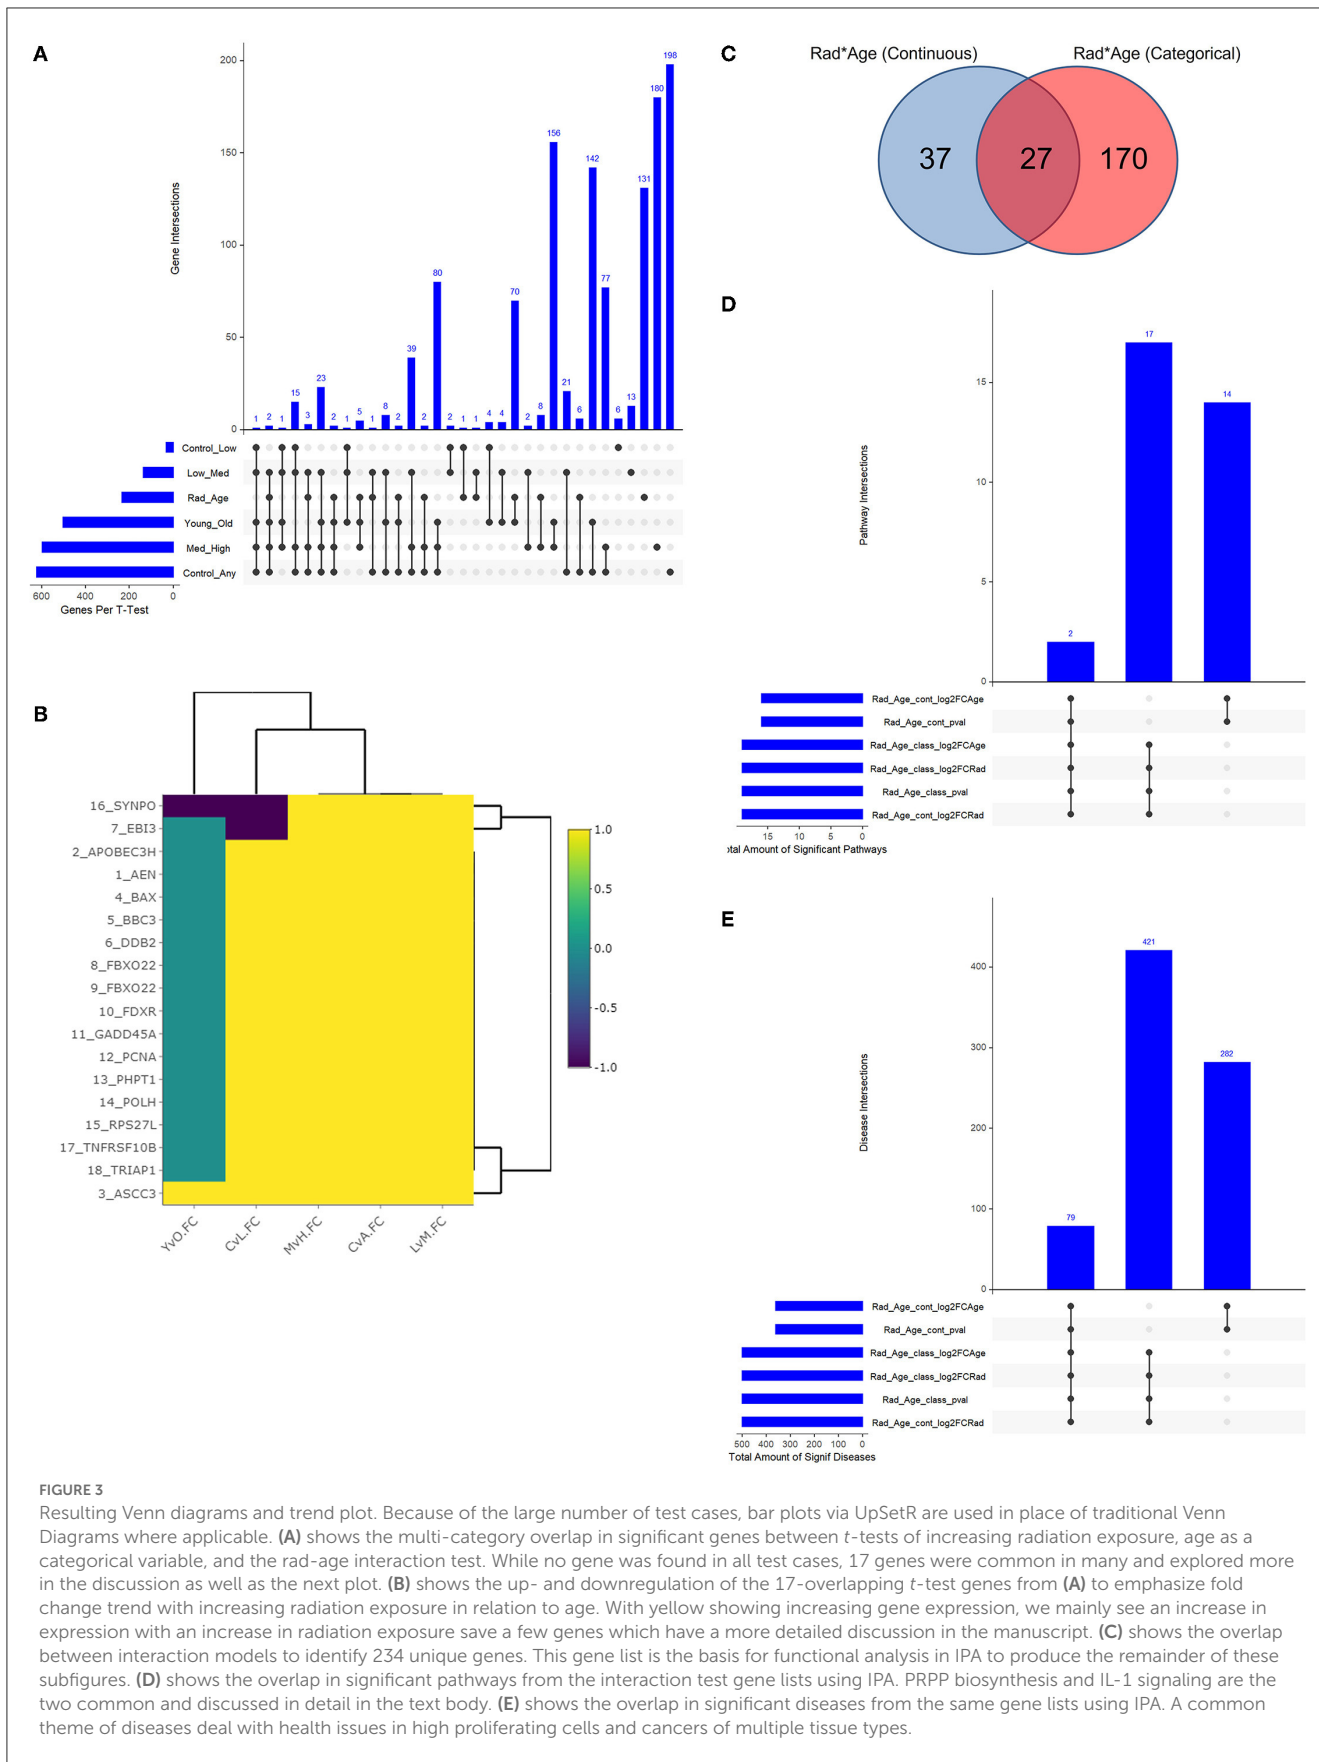 A
Gene Intersections
200
150
100
50
0
1 2 1 15 3 23 2 1 5 1 8 2 39 2 80 2 1 1 4 4 70 2 8 156 21 6 142 77 6 13 131 180 198
Control_Low
Low_Med
Rad_Age
Young_Old
Med_High
Control_Any
600 400 200 0
Genes Per T-Test
B
16_SYNPO
7_EBI3
2_APOBEC3H
1_AEN
4_BAX
5_BBC3
6_DDB2
8_FBXO22
9_FBXO22
10_FDXR
11_GADD45A
12_PCNA
13_PHPT1
14_POLH
15_RPS27L
17_TNFRSF10B
18_TRIAP1
3_ASCC3
YvO.FC CvL.FC MvH.FC CvA.FC LvM.FC
1.0
0.5
0.0
-0.5
-1.0
C
Rad*Age (Continuous) Rad*Age (Categorical)
37 27 170
D
Pathway Intersections
15
10
5
0
2 17 14
Rad_Age_cont_log2FCAge
Rad_Age_cont_pval
Rad_Age_class_log2FCAge
Rad_Age_class_log2FCRad
Rad_Age_class_pval
Rad_Age_cont_log2FCRad
15 10 5 0
otal Amount of Significant Pathways
E
Disease Intersections
400
300
200
100
0
79 421 282
Rad_Age_cont_log2FCAge
Rad_Age_cont_pval
Rad_Age_class_log2FCAge
Rad_Age_class_log2FCRad
Rad_Age_class_pval
Rad_Age_cont_log2FCRad
500 400 300 200 100 0
Total Amount of Signif Diseases
FIGURE 3
Resulting Venn diagrams and trend plot. Because of the large number of test cases, bar plots via UpSetR are used in place of traditional Venn
Diagrams where applicable. (A) shows the multi-category overlap in significant genes between t-tests of increasing radiation exposure, age as a
categorical variable, and the rad-age interaction test. While no gene was found in all test cases, 17 genes were common in many and explored more
in the discussion as well as the next plot. (B) shows the up- and downregulation of the 17-overlapping t-test genes from (A) to emphasize fold
change trend with increasing radiation exposure in relation to age. With yellow showing increasing gene expression, we mainly see an increase in
expression with an increase in radiation exposure save a few genes which have a more detailed discussion in the manuscript. (C) shows the overlap
between interaction models to identify 234 unique genes. This gene list is the basis for functional analysis in IPA to produce the remainder of these
subfigures. (D) shows the overlap in significant pathways from the interaction test gene lists using IPA. PRPP biosynthesis and IL-1 signaling are the
two common and discussed in detail in the text body. (E) shows the overlap in significant diseases from the same gene lists using IPA. A common
theme of diseases deal with health issues in high proliferating cells and cancers of multiple tissue types.